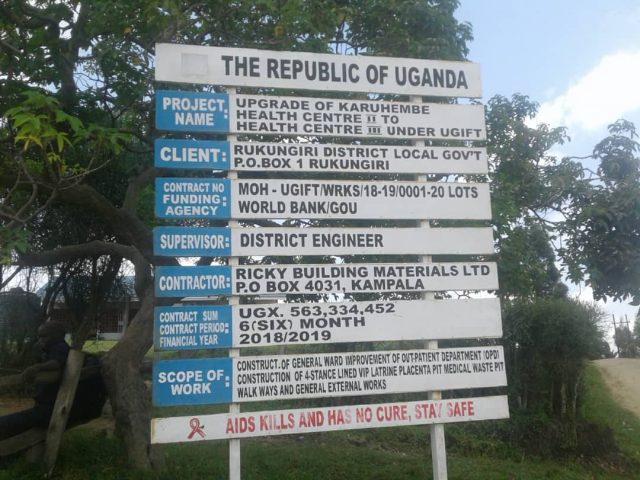 THE REPUBLIC OF UGANDA
PROJECT NAME :
UPGRADE OF KARUHEMBE
HEALTH CENTRE II TO
HEALTH CENTRE III UNDER UGIFT
CLIENT:
RUKUNGIRI DISTRICT LOCAL GOV'T
P.O.BOX 1 RUKUNGIRI
CONTRACT NO :
FUNDING :
AGENCY :
MOH - UGIFT/WRKS/18-19/0001-20 LOTS
WORLD BANK/GOU
SUPERVISOR:
DISTRICT ENGINEER
CONTRACTOR:
RICKY BUILDING MATERIALS LTD
P.O BOX 4031, KAMPALA
CONTRACT SUM :
CONTRACT PERIOD:
FINANCIAL YEAR
UGX. 563,334,452
6(SIX) MONTH
2018/2019
SCOPE OF :
WORK
CONSTRUCT.OF GENERAL WARD IMPROVEMENT OF OUT-PATIENT DEPARTMENT (OPD)
CONSTRUCTION OF 4-STANCE LINED VIP LATRINE PLACENTA PIT MEDICAL WASTE PIT
WALK WAYS AND GENERAL EXTERNAL WORKS
AIDS KILLS AND HAS NO CURE, STAY SAFE